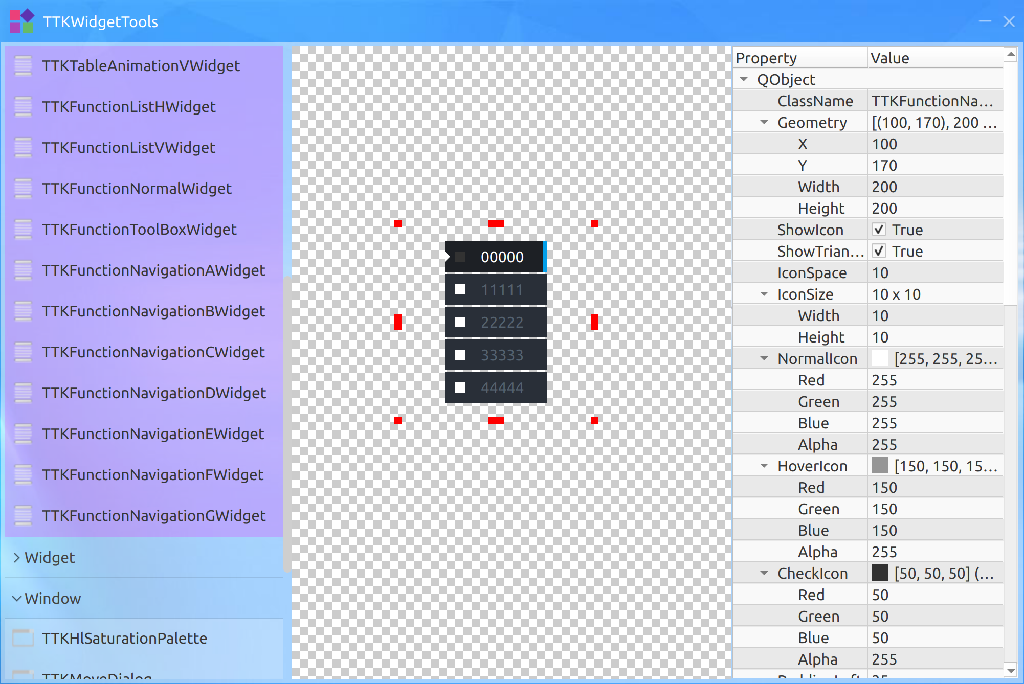 TTKWidgetTools
TTKTableAnimationVWidget
TTKFunctionListHWidget
TTKFunctionListVWidget
TTKFunctionNormalWidget
TTKFunctionToolBoxWidget
TTKFunctionNavigationAWidget
TTKFunctionNavigationBWidget
TTKFunctionNavigationCWidget
TTKFunctionNavigationDWidget
TTKFunctionNavigationEWidget
TTKFunctionNavigationFWidget
TTKFunctionNavigationGWidget
Widget
Window
TTKHlSaturationPalette
TTKMoveDialog
00000
11111
22222
33333
44444
Property Value
QObject
ClassName TTKFunctionNa...
Geometry [(100, 170), 200 ...
X 100
Y 170
Width 200
Height 200
ShowIcon True
ShowTrian... True
IconSpace 10
IconSize 10 x 10
Width 10
Height 10
NormalIcon [255, 255, 25...
Red 255
Green 255
Blue 255
Alpha 255
HoverIcon [150, 150, 15...
Red 150
Green 150
Blue 150
Alpha 255
CheckIcon [50, 50, 50] (...
Red 50
Green 50
Blue 50
Alpha 255